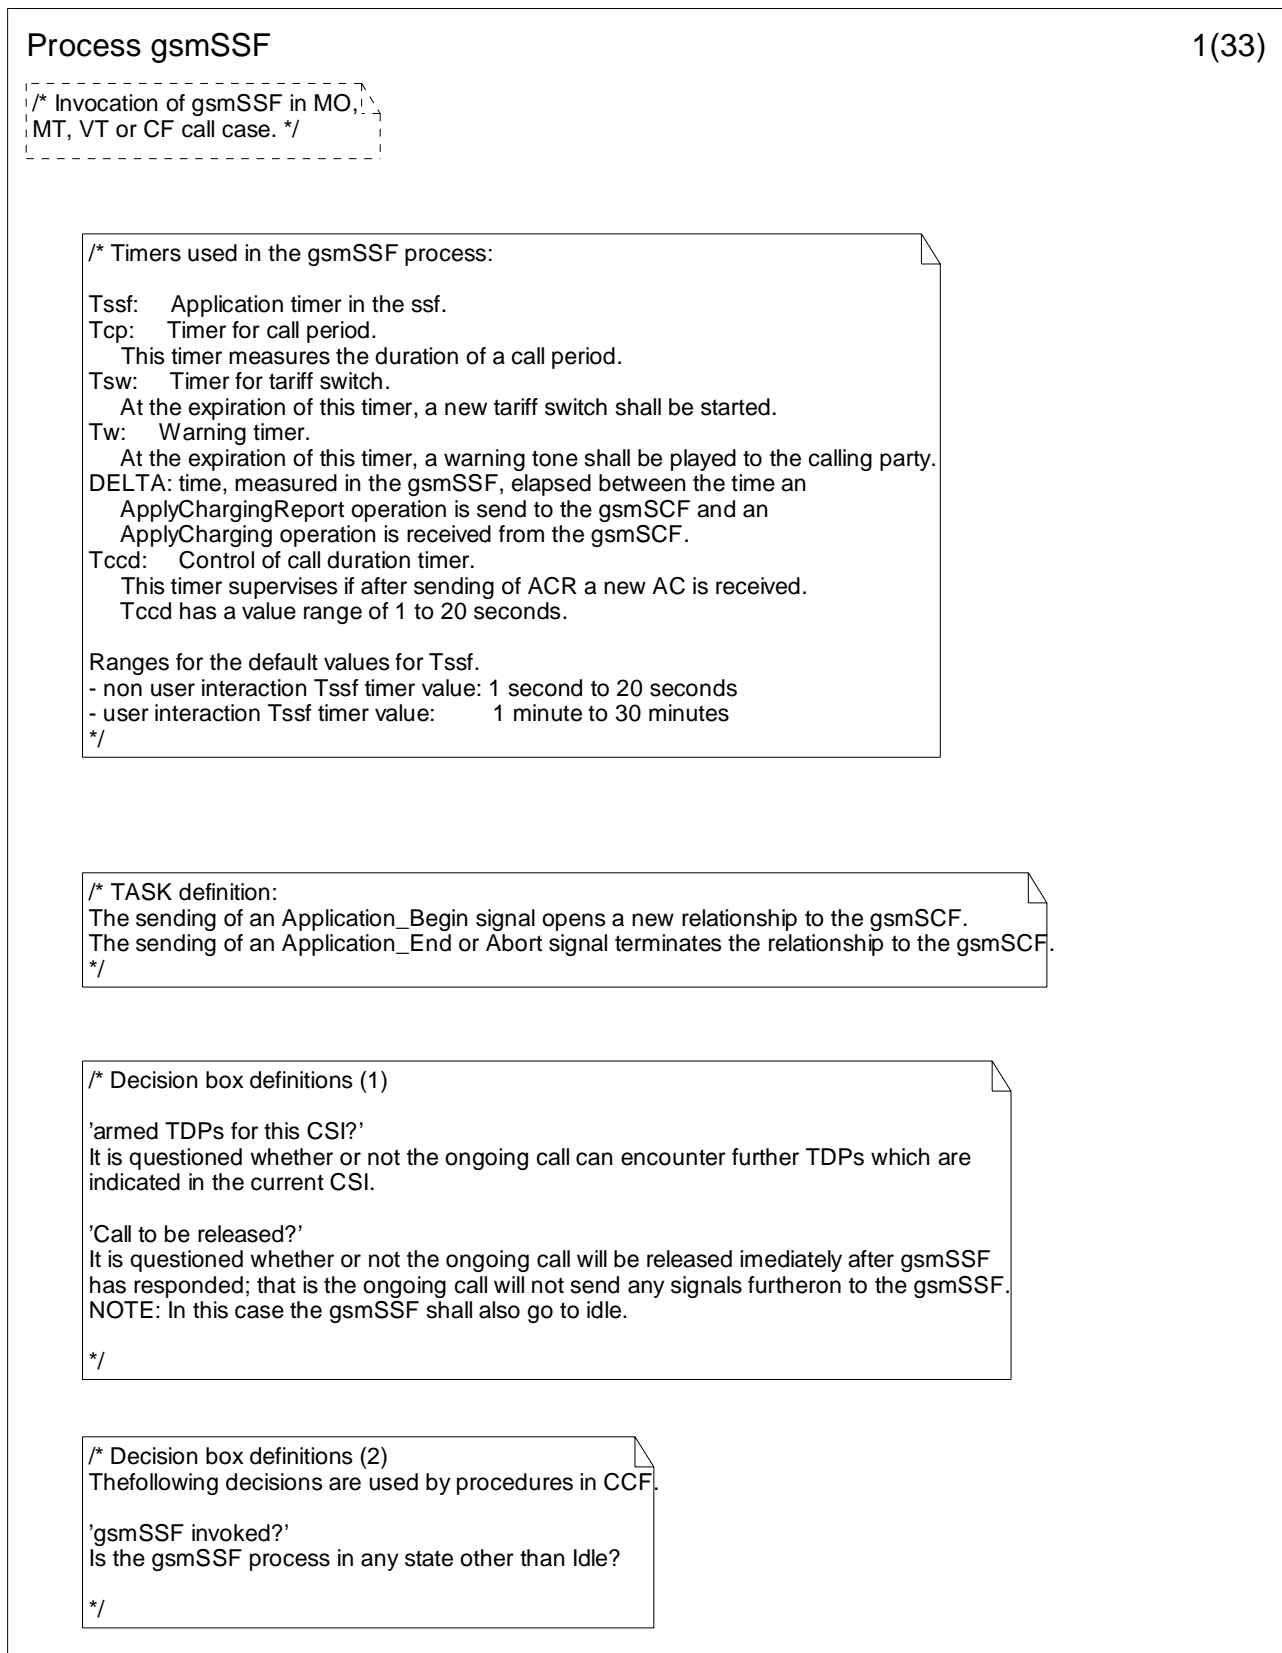 Process gsmSSF 1(33)
/* Invocation of gsmSSF in MO,
MT, VT or CF call case. */
/* Timers used in the gsmSSF process:
Tssf: Application timer in the ssf.
Tcp: Timer for call period.
This timer measures the duration of a call period.
Tsw: Timer for tariff switch.
At the expiration of this timer, a new tariff switch shall be started.
Tw: Warning timer.
At the expiration of this timer, a warning tone shall be played to the calling party.
DELTA: time, measured in the gsmSSF, elapsed between the time an
ApplyChargingReport operation is send to the gsmSCF and an
ApplyCharging operation is received from the gsmSCF.
Tccd: Control of call duration timer.
This timer supervises if after sending of ACR a new AC is received.
Tccd has a value range of 1 to 20 seconds.
Ranges for the default values for Tssf.
- non user interaction Tssf timer value: 1 second to 20 seconds
- user interaction Tssf timer value: 1 minute to 30 minutes
*/
/* TASK definition:
The sending of an Application_Begin signal opens a new relationship to the gsmSCF.
The sending of an Application_End or Abort signal terminates the relationship to the gsmSCF.
*/
/* Decision box definitions (1)
’armed TDPs for this CSI?’
It is questioned whether or not the ongoing call can encounter further TDPs which are
indicated in the current CSI.
’Call to be released?’
It is questioned whether or not the ongoing call will be released imediately after gsmSSF
has responded; that is the ongoing call will not send any signals furtheron to the gsmSSF.
NOTE: In this case the gsmSSF shall also go to idle.
*/
/* Decision box definitions (2)
Thefollowing decisions are used by procedures in CCF.
’gsmSSF invoked?’
Is the gsmSSF process in any state other than Idle?
*/